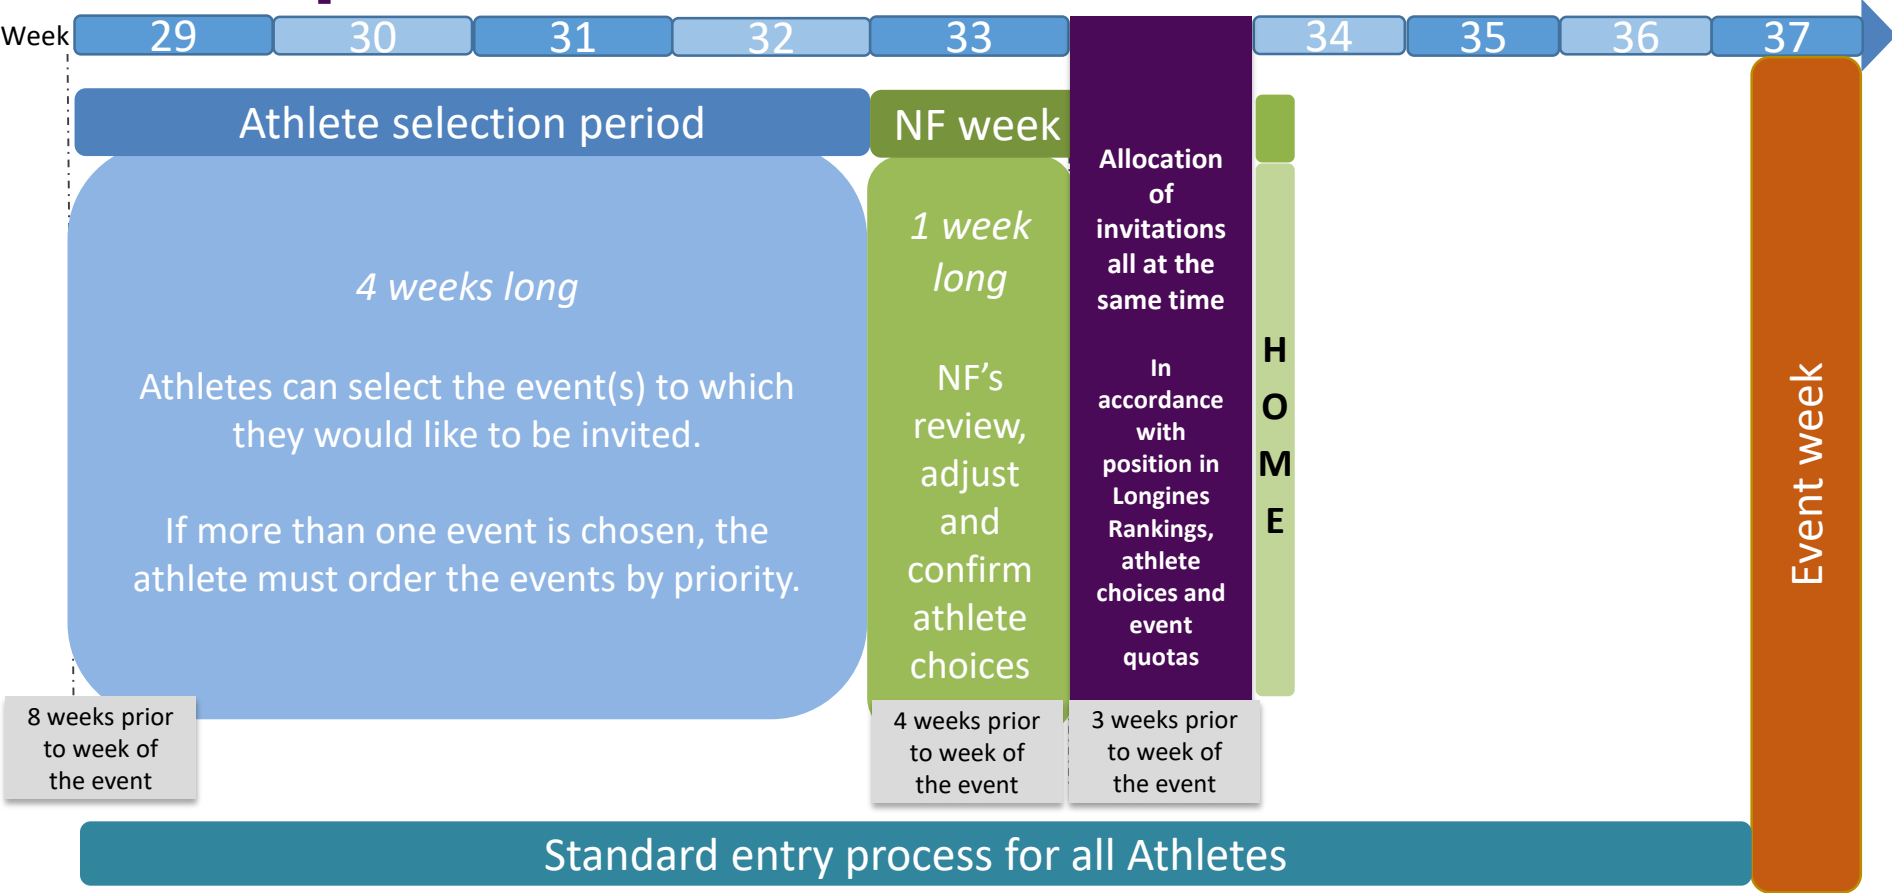 Week 29 30 31 32 33 34 35 36 37
Athlete selection period
4 weeks long
Athletes can select the event(s) to which
they would like to be invited.
If more than one event is chosen, the
athlete must order the events by priority.
NF week
1 week
long
NF’s
review,
adjust
and
confirm
athlete
choices
Allocation
of
invitations
all at the
same time
In
accordance
with
position in
Longines
Rankings,
athlete
choices and
event
quotas
H
O
M
E
Event week
8 weeks prior
to week of
the event
4 weeks prior
to week of
the event
3 weeks prior
to week of
the event
Standard entry process for all Athletes